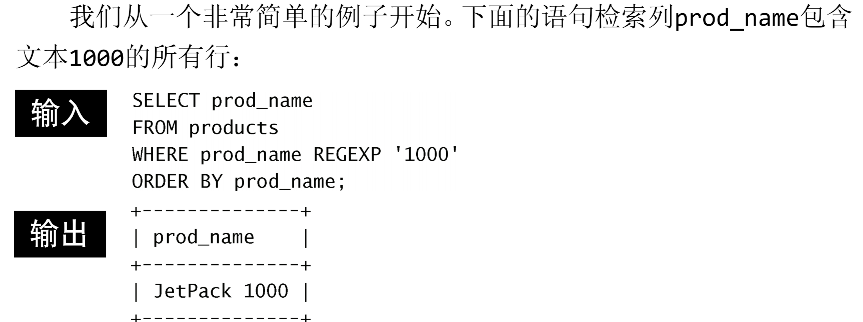 我们从一个非常简单的例子开始。下面的语句检索列prod_name包含
文本1000的所有行：
输入
SELECT prod_name
FROM products
WHERE prod_name REGEXP '1000'
ORDER BY prod_name;
输出
+--------------+
| prod_name    |
+--------------+
| JetPack 1000 |
+--------------+